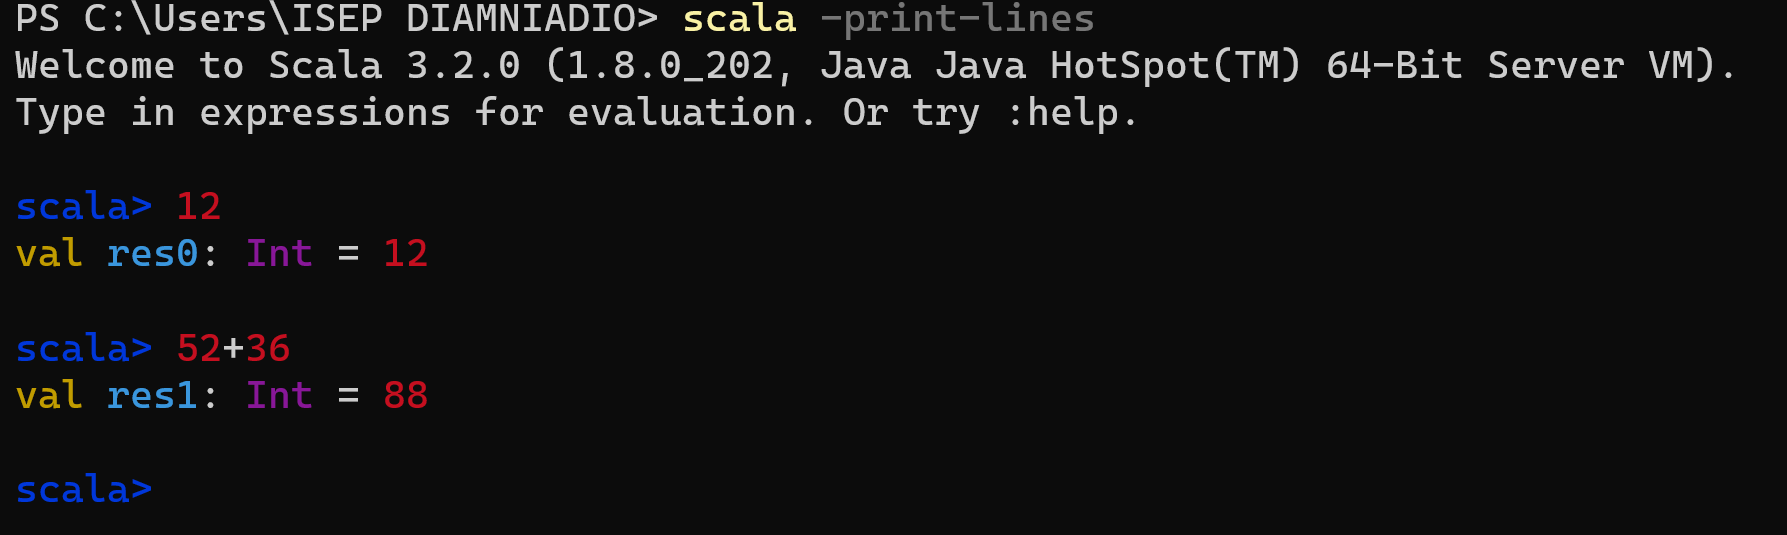 PS C:\Users\ISEP DIAMNIADIO> scala -print-lines
Welcome to Scala 3.2.0 (1.8.0_202, Java Java HotSpot(TM) 64-Bit Server VM).
Type in expressions for evaluation. Or try :help.
scala> 12
val res0: Int = 12
scala> 52+36
val res1: Int = 88
scala>